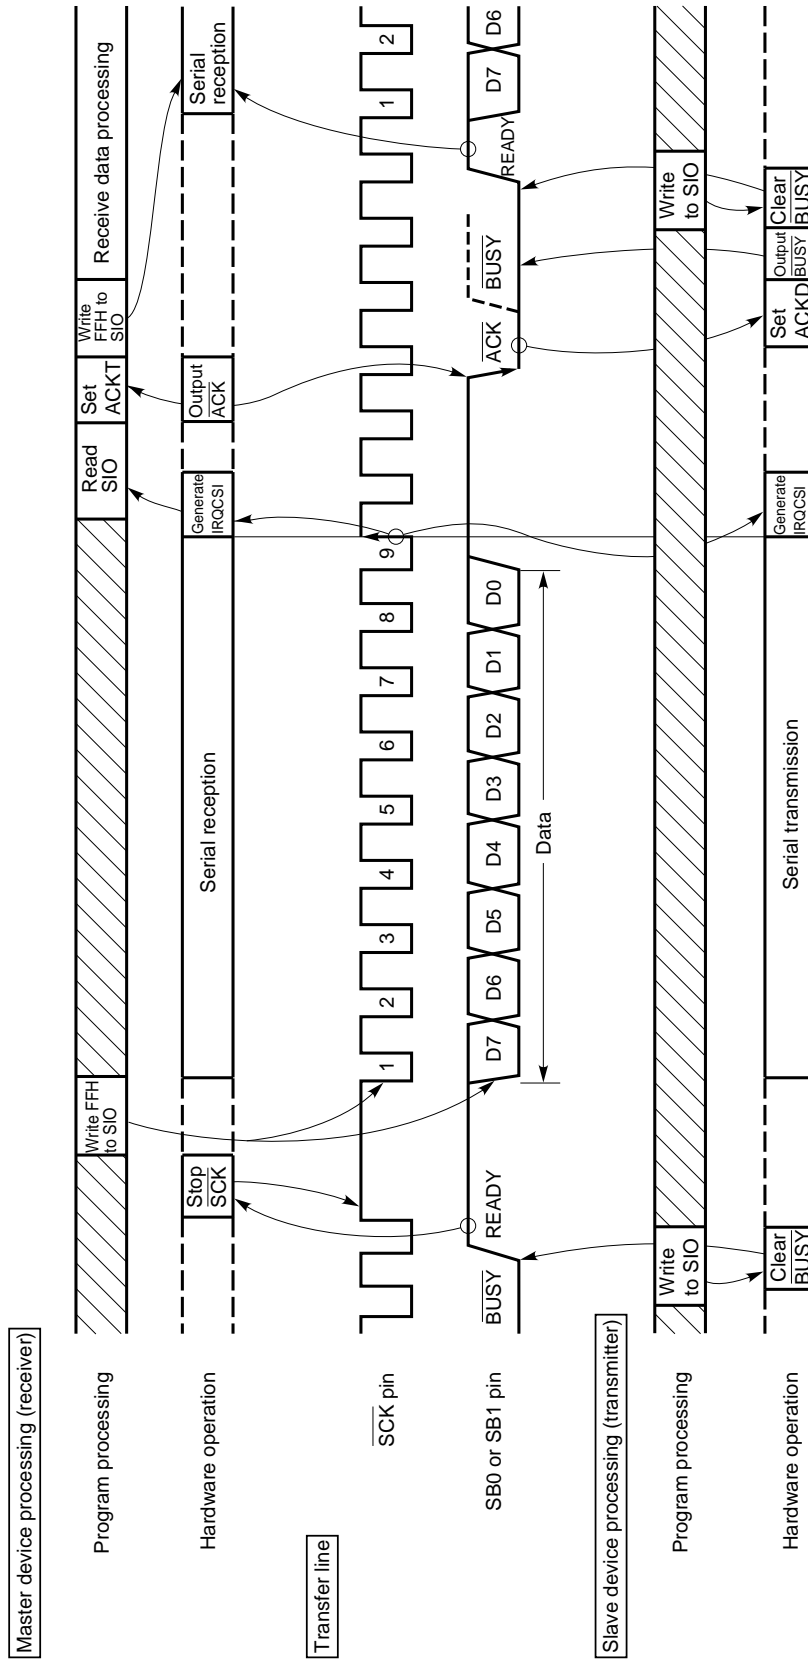 Master device processing (receiver)
Program processing
Write FFH
to SIO
Read
SIO
Set
ACKT
Write
FFH to
SIO
Receive data processing
Hardware operation
Stop
SCK
Serial reception
Generate
IRQCSI
Output
ACK
Serial
reception
Transfer line
SCK pin
1 2 3 4 5 6 7 8 9 1 2
SB0 or SB1 pin
BUSY READY D7 D6 D5 D4 D3 D2 D1 D0 ACK BUSY READY D7 D6
Data
Slave device processing (transmitter)
Program processing
Write
to SIO
Write
to SIO
Hardware operation
Clear
BUSY
Serial transmission
Generate
IRQCSI
Set
ACKD
Output
BUSY
Clear
BUSY